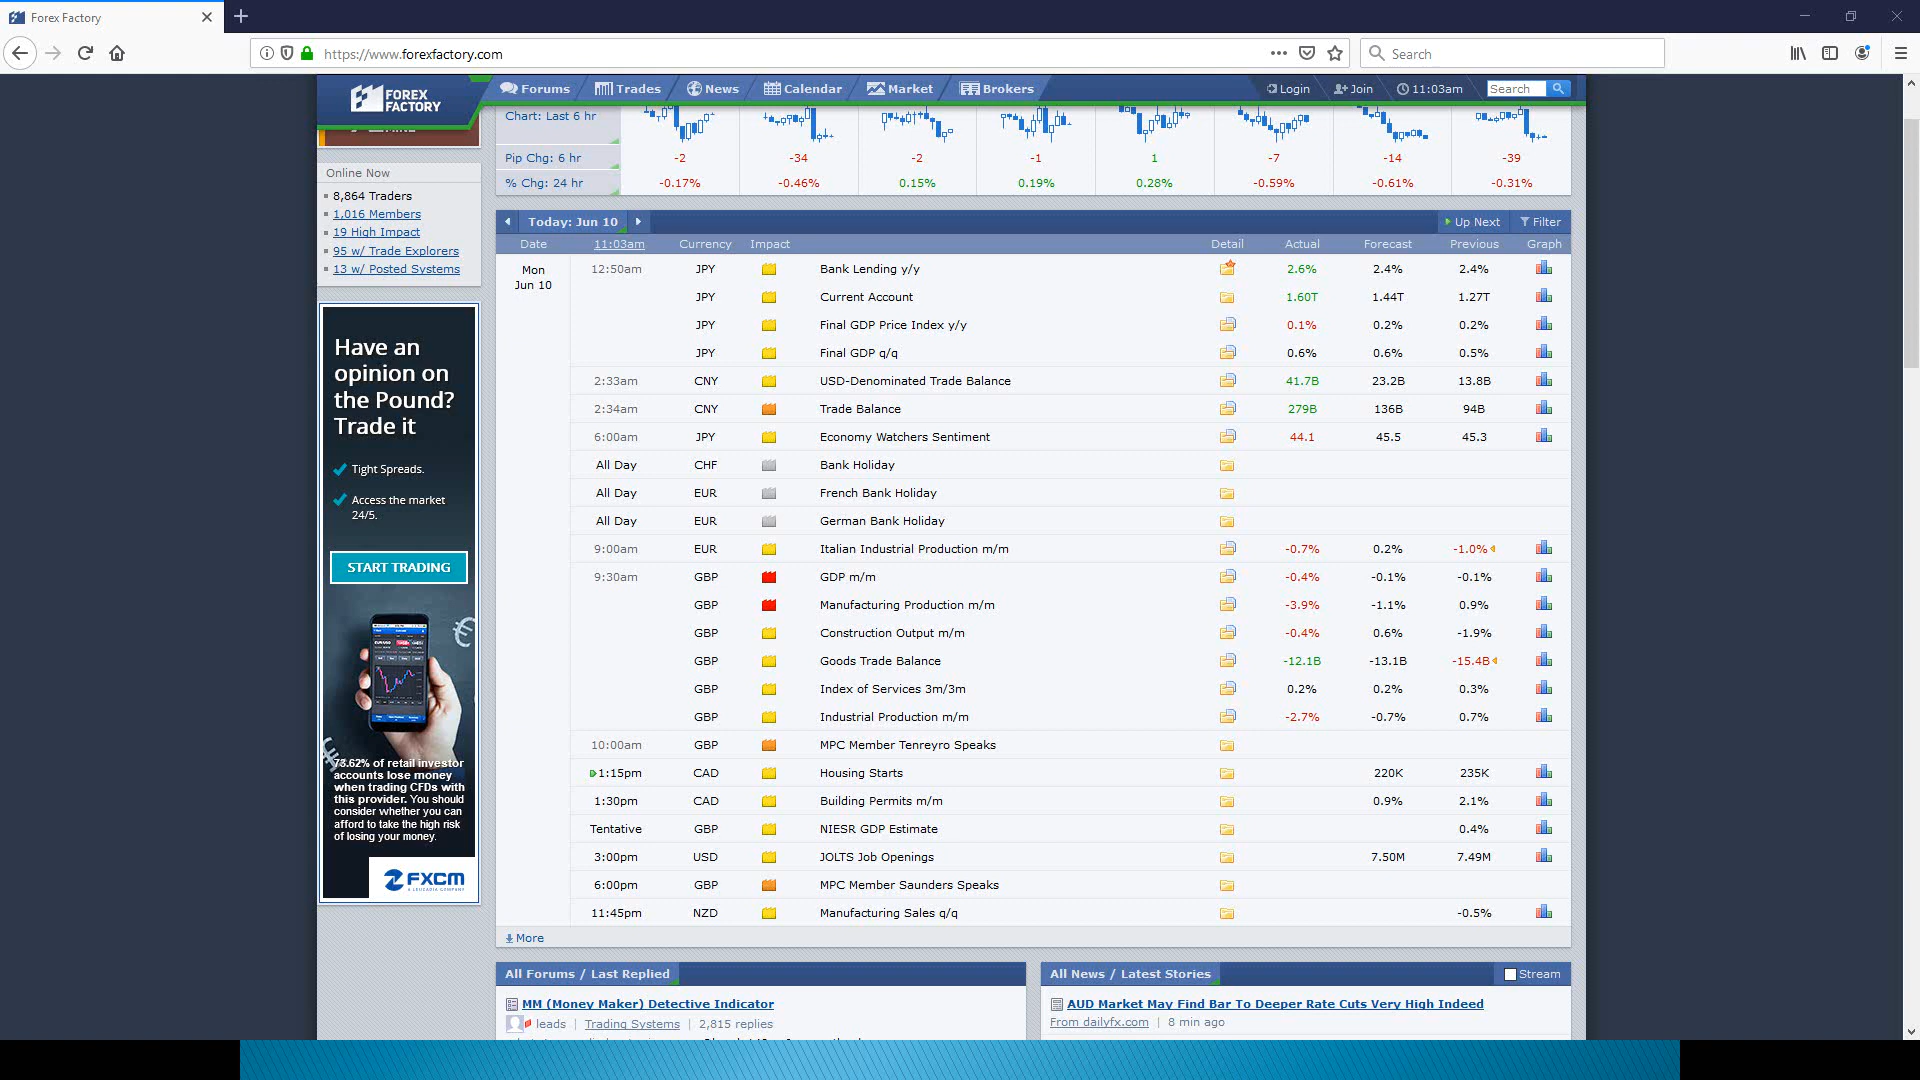 Forex Factory
https://www.forexfactory.com
Search
FOREX FACTORY
Forums Trades News Calendar Market Brokers
Login Join 11:03am Search
Chart: Last 6 hr
Pip Chg: 6 hr -2 -34 -2 -1 1 -7 -14 -39
% Chg: 24 hr -0.17% -0.46% 0.15% 0.19% 0.28% -0.59% -0.61% -0.31%
Online Now
8,864 Traders
1,016 Members
19 High Impact
95 w/ Trade Explorers
13 w/ Posted Systems
Have an
opinion on
the Pound?
Trade it
Tight Spreads.
Access the market
24/5.
START TRADING
73.62% of retail investor
accounts lose money
when trading CFDs with
this provider. You should
consider whether you can
afford to take the high risk
of losing your money.
FXCM
Today: Jun 10 Up Next Filter
Date 11:03am Currency Impact Detail Actual Forecast Previous Graph
Mon
Jun 10
12:50am JPY Bank Lending y/y 2.6% 2.4% 2.4%
JPY Current Account 1.60T 1.44T 1.27T
JPY Final GDP Price Index y/y 0.1% 0.2% 0.2%
JPY Final GDP q/q 0.6% 0.6% 0.5%
2:33am CNY USD-Denominated Trade Balance 41.7B 23.2B 13.8B
2:34am CNY Trade Balance 279B 136B 94B
6:00am JPY Economy Watchers Sentiment 44.1 45.5 45.3
All Day CHF Bank Holiday
All Day EUR French Bank Holiday
All Day EUR German Bank Holiday
9:00am EUR Italian Industrial Production m/m -0.7% 0.2% -1.0%
9:30am GBP GDP m/m -0.4% -0.1% -0.1%
GBP Manufacturing Production m/m -3.9% -1.1% 0.9%
GBP Construction Output m/m -0.4% 0.6% -1.9%
GBP Goods Trade Balance -12.1B -13.1B -15.4B
GBP Index of Services 3m/3m 0.2% 0.2% 0.3%
GBP Industrial Production m/m -2.7% -0.7% 0.7%
10:00am GBP MPC Member Tenreyro Speaks
1:15pm CAD Housing Starts 220K 235K
1:30pm CAD Building Permits m/m 0.9% 2.1%
Tentative GBP NIESR GDP Estimate 0.4%
3:00pm USD JOLTS Job Openings 7.50M 7.49M
6:00pm GBP MPC Member Saunders Speaks
11:45pm NZD Manufacturing Sales q/q -0.5%
More
All Forums / Last Replied
MM (Money Maker) Detective Indicator
leads | Trading Systems | 2,815 replies
All News / Latest Stories Stream
AUD Market May Find Bar To Deeper Rate Cuts Very High Indeed
From dailyfx.com | 8 min ago